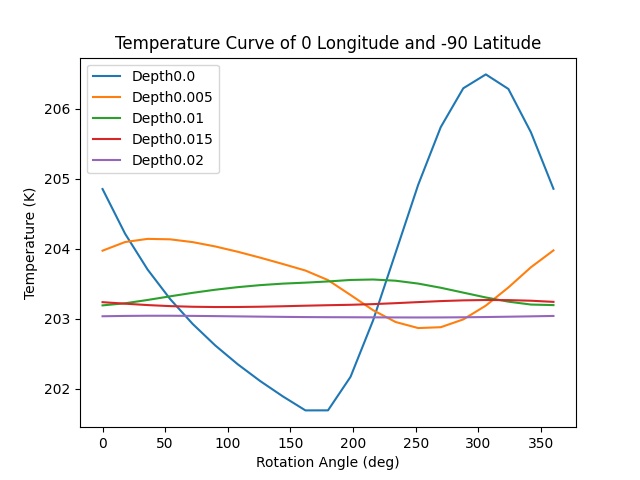 Temperature Curve of 0 Longitude and -90 Latitude
Depth0.0
Depth0.005
Depth0.01
Depth0.015
Depth0.02
206
205
204
203
202
Temperature (K)
0 50 100 150 200 250 300 350
Rotation Angle (deg)